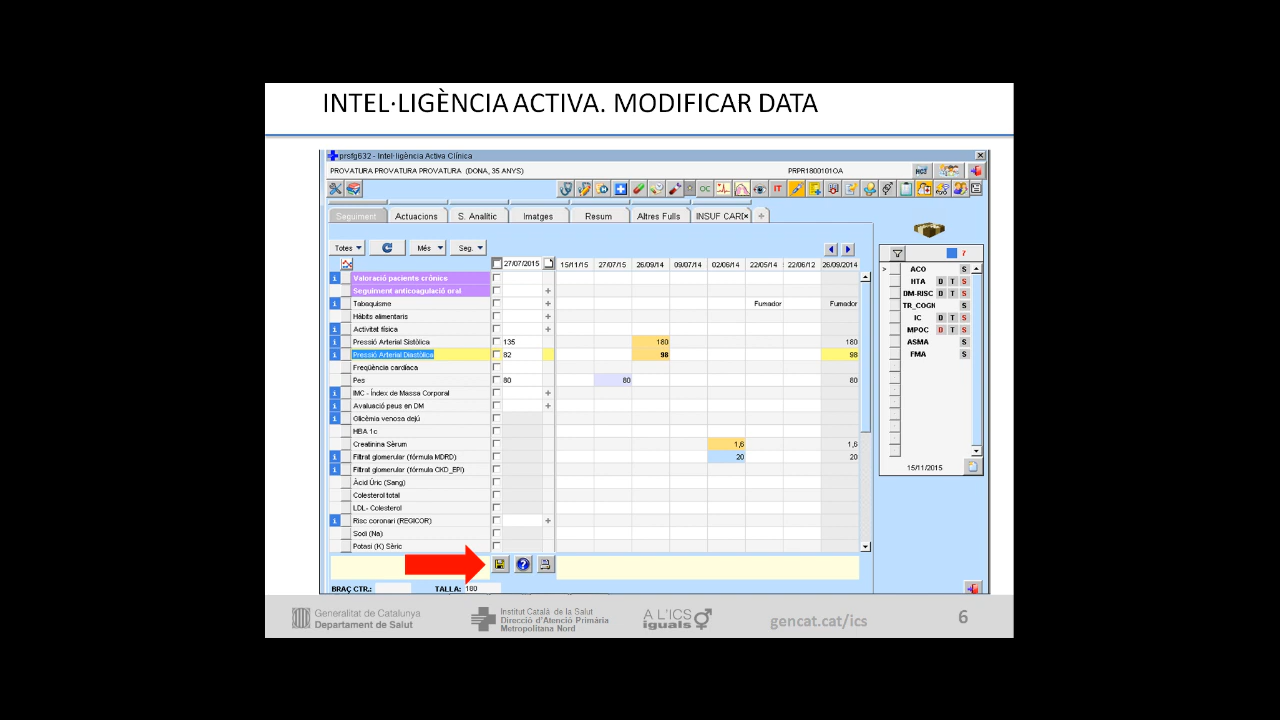 INTEL·LIGÈNCIA ACTIVA. MODIFICAR DATA
prsfg632 - Intel·ligència Activa Clínica
PROVATURA PROVATURA PROVATURA (DONA, 35 ANYS) PRPR1800101OA HC3
OC IT
Seguiment Actuacions S. Analític Imatges Resum Altres Fulls INSUF CARD
Totes Més Seg.
27/07/2015 15/11/15 27/07/15 26/09/14 09/07/14 02/06/14 22/05/14 22/06/12 26/09/2014
Valoració pacients crònics
Seguiment anticoagulació oral
Tabaquisme Fumador Fumador
Hàbits alimentaris
Activitat física
Pressió Arterial Sistòlica 135 180 180
Pressió Arterial Diastòlica 82 98 98
Freqüència cardíaca
Pes 80 80 80
IMC - Índex de Massa Corporal
Avaluació peus en DM
Glicèmia venosa dejú
HBA 1c
Creatinina Sèrum 1,6 1,6
Filtrat glomerular (fórmula MDRD) 20 20
Filtrat glomerular (fórmula CKD_EPI)
Àcid Úric (Sang)
Colesterol total
LDL- Colesterol
Risc coronari (REGICOR)
Sodi (Na)
Potasi (K) Sèric
BRAÇ CTR.: TALLA: 180
7
ACO S
HTA D T S
DM-RISC D T S
TR_COGN S
IC D T S
MPOC D T S
ASMA S
FMA S
15/11/2015
Generalitat de Catalunya
Departament de Salut
Institut Català de la Salut
Direcció d'Atenció Primària
Metropolitana Nord
A L'ICS
iguals
gencat.cat/ics
6